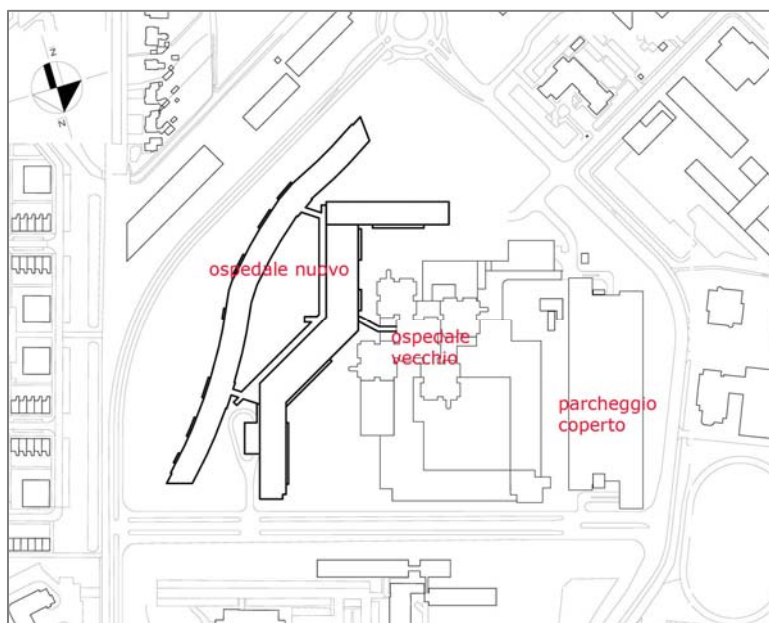 N
ospedale nuovo
ospedale
vecchio
parcheggio
coperto
N